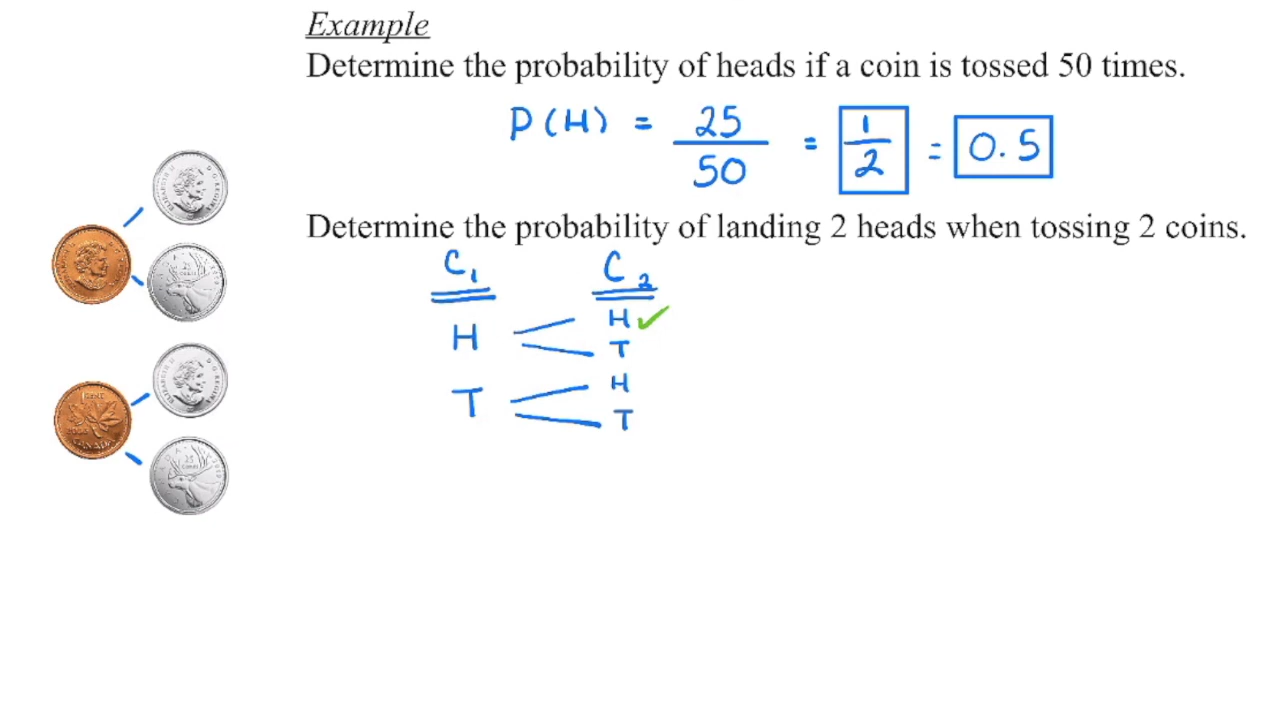 Example
Determine the probability of heads if a coin is tossed 50 times.
P(H) = 25/50 = 1/2 = 0.5
Determine the probability of landing 2 heads when tossing 2 coins.
C₁ C₂
H H ✓
T
T H
T